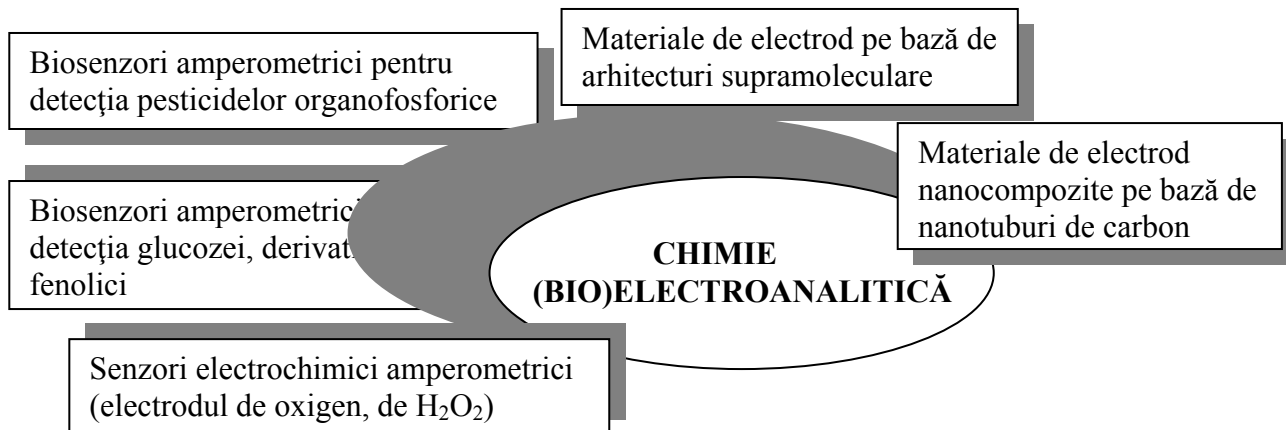 Biosenzori amperometrici pentru
detecţia pesticidelor organofosforice
Materiale de electrod pe bază de
arhitecturi supramoleculare
Materiale de electrod
nanocompozite pe bază de
nanotuburi de carbon
Biosenzori amperometrici
detecţia glucozei,
fenolici
CHIMIE
(BIO)ELECTROANALITICĂ
Senzori electrochimici amperometrici
(electrodul de oxigen, de H₂O₂)